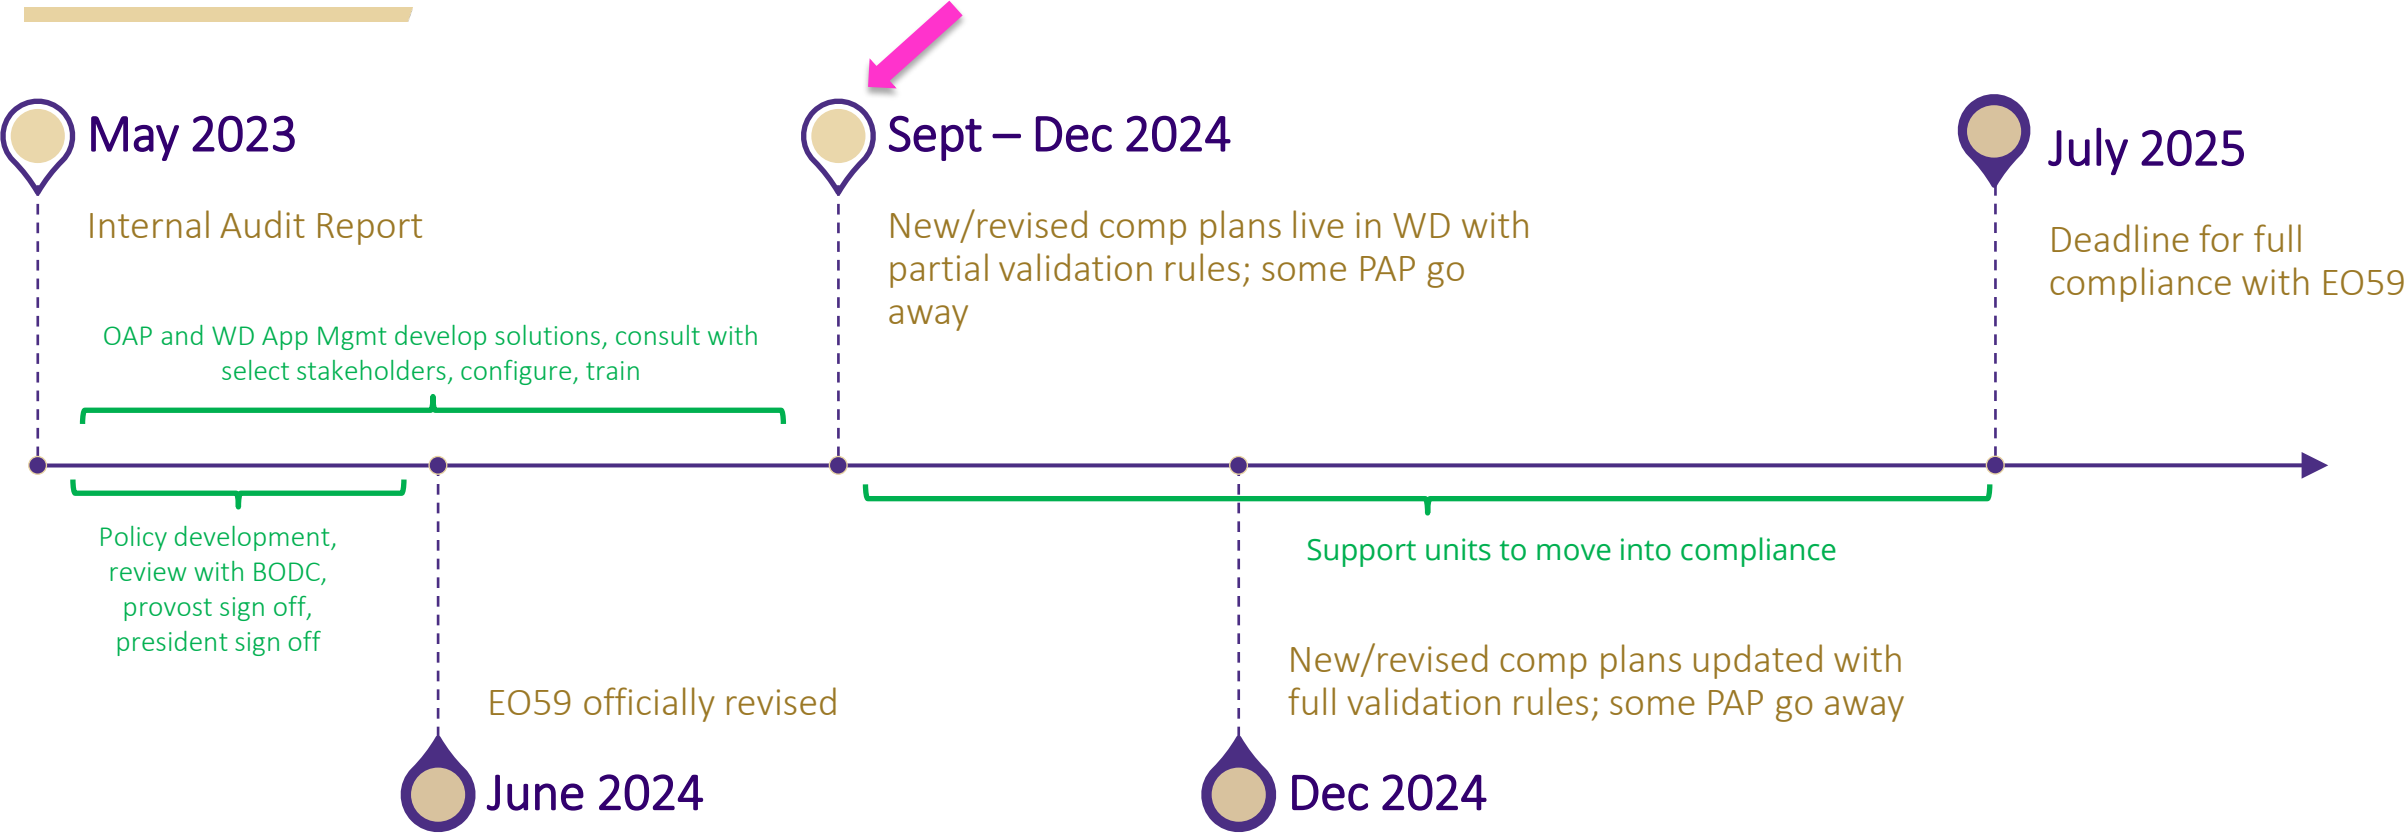 May 2023
Internal Audit Report
Sept – Dec 2024
New/revised comp plans live in WD with
partial validation rules; some PAP go
away
July 2025
Deadline for full
compliance with EO59
OAP and WD App Mgmt develop solutions, consult with
select stakeholders, configure, train
Policy development,
review with BODC,
provost sign off,
president sign off
Support units to move into compliance
EO59 officially revised
June 2024
New/revised comp plans updated with
full validation rules; some PAP go away
Dec 2024